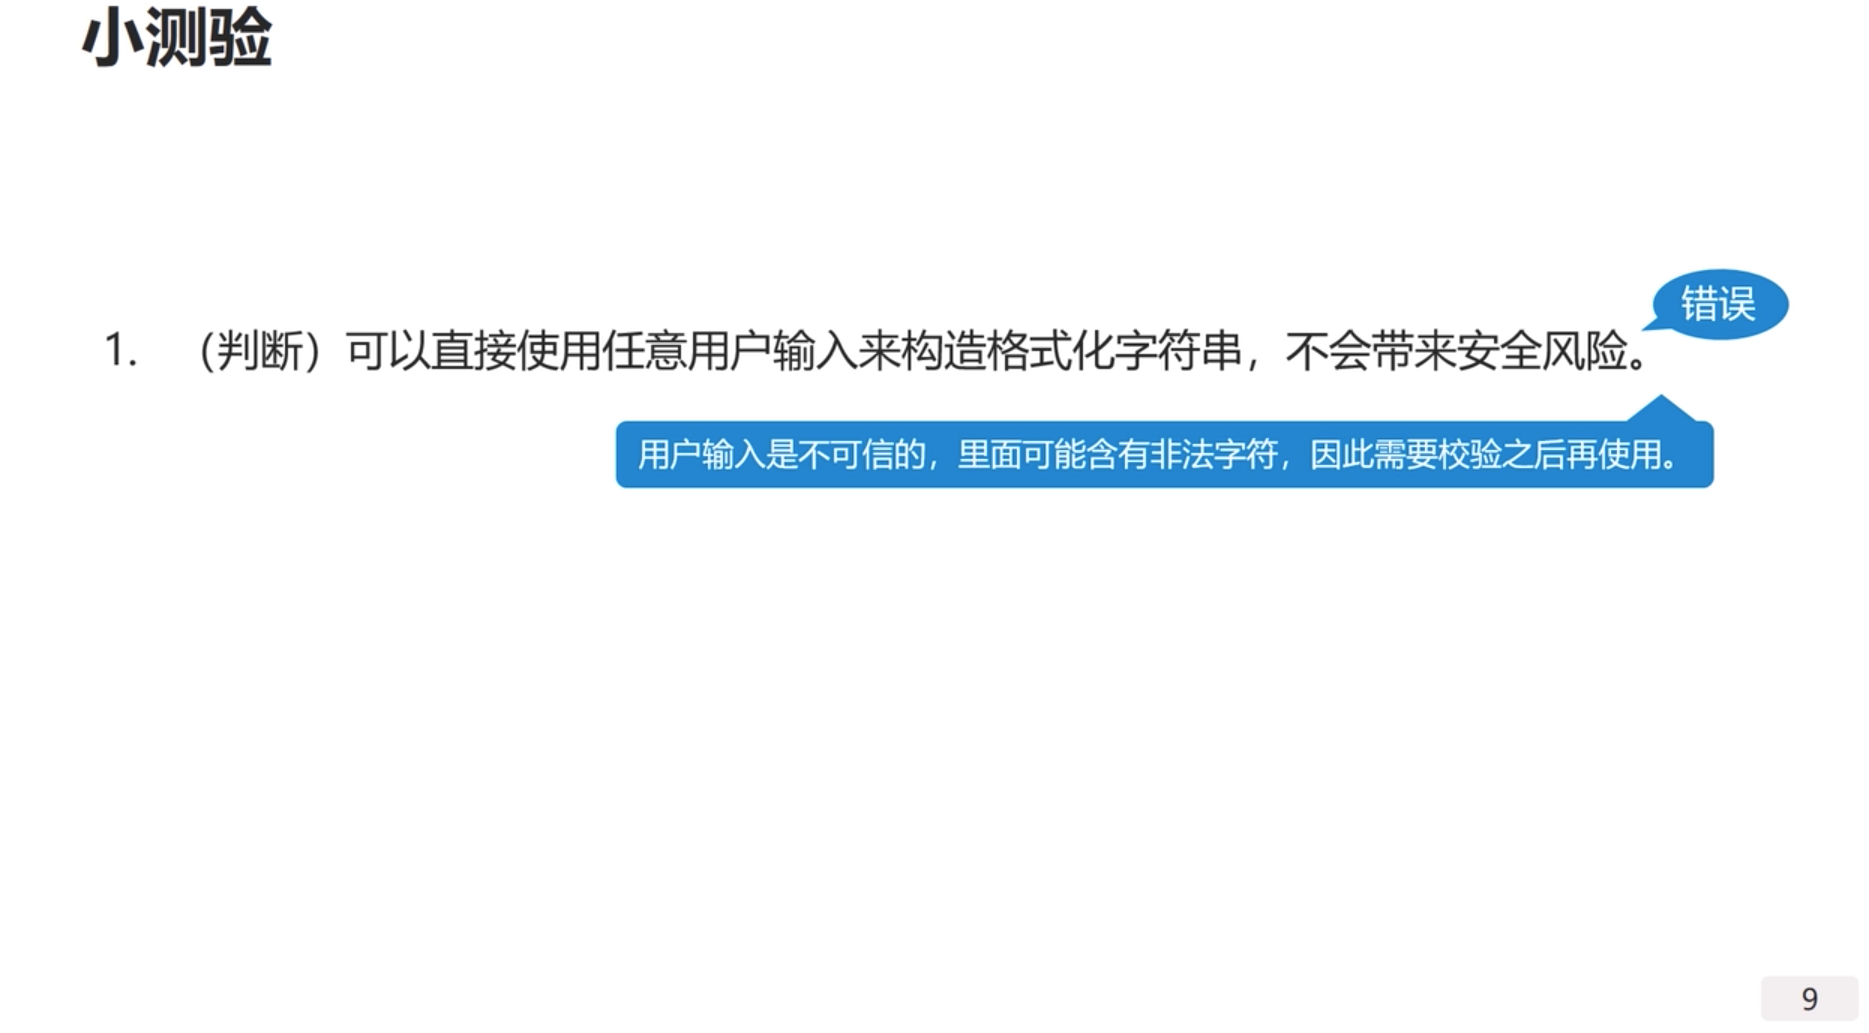 小测验
错误
1. （判断）可以直接使用任意用户输入来构造格式化字符串，不会带来安全风险。
用户输入是不可信的，里面可能含有非法字符，因此需要校验之后再使用。
9